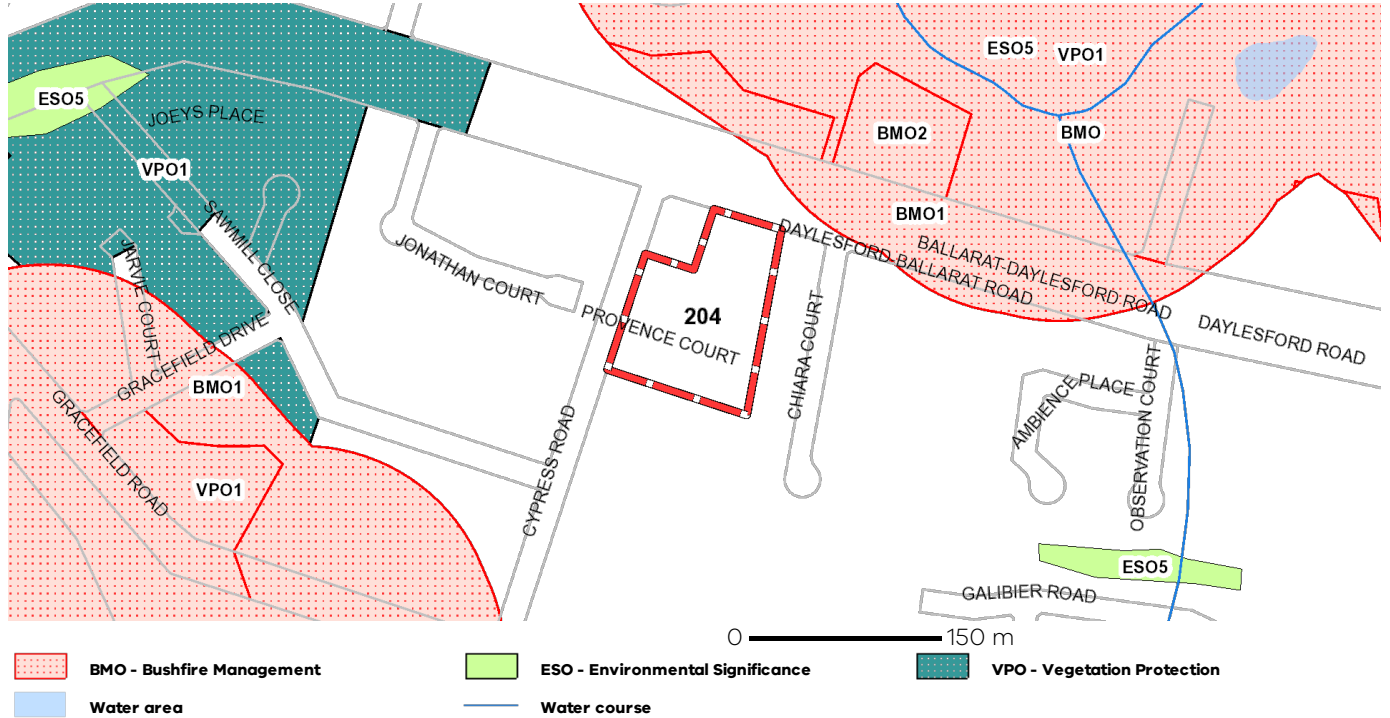 ESO5
VPO1
ESO5
JOEYS PLACE
BMO2
BMO
VPO1
SAWMILL CLOSE
BMO1
JARVIE COURT
JONATHAN COURT
DAYLESFORD-BALLARAT ROAD
BALLARAT-DAYLESFORD ROAD
204
PROVENCE COURT
CHIARA COURT
DAYLESFORD ROAD
GRACEFIELD DRIVE
BMO1
AMBIENCE PLACE
OBSERVATION COURT
GRACEFIELD ROAD
CYPRESS ROAD
VPO1
ESO5
GALIBIER ROAD
0 150 m
BMO - Bushfire Management
ESO - Environmental Significance
VPO - Vegetation Protection
Water area
Water course